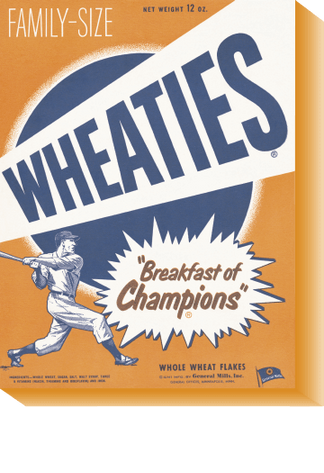 FAMILY-SIZE
NET WEIGHT 12 OZ.
WHEATIES®
"Breakfast of
Champions"
®
WHOLE WHEAT FLAKES
General Mills, Inc.